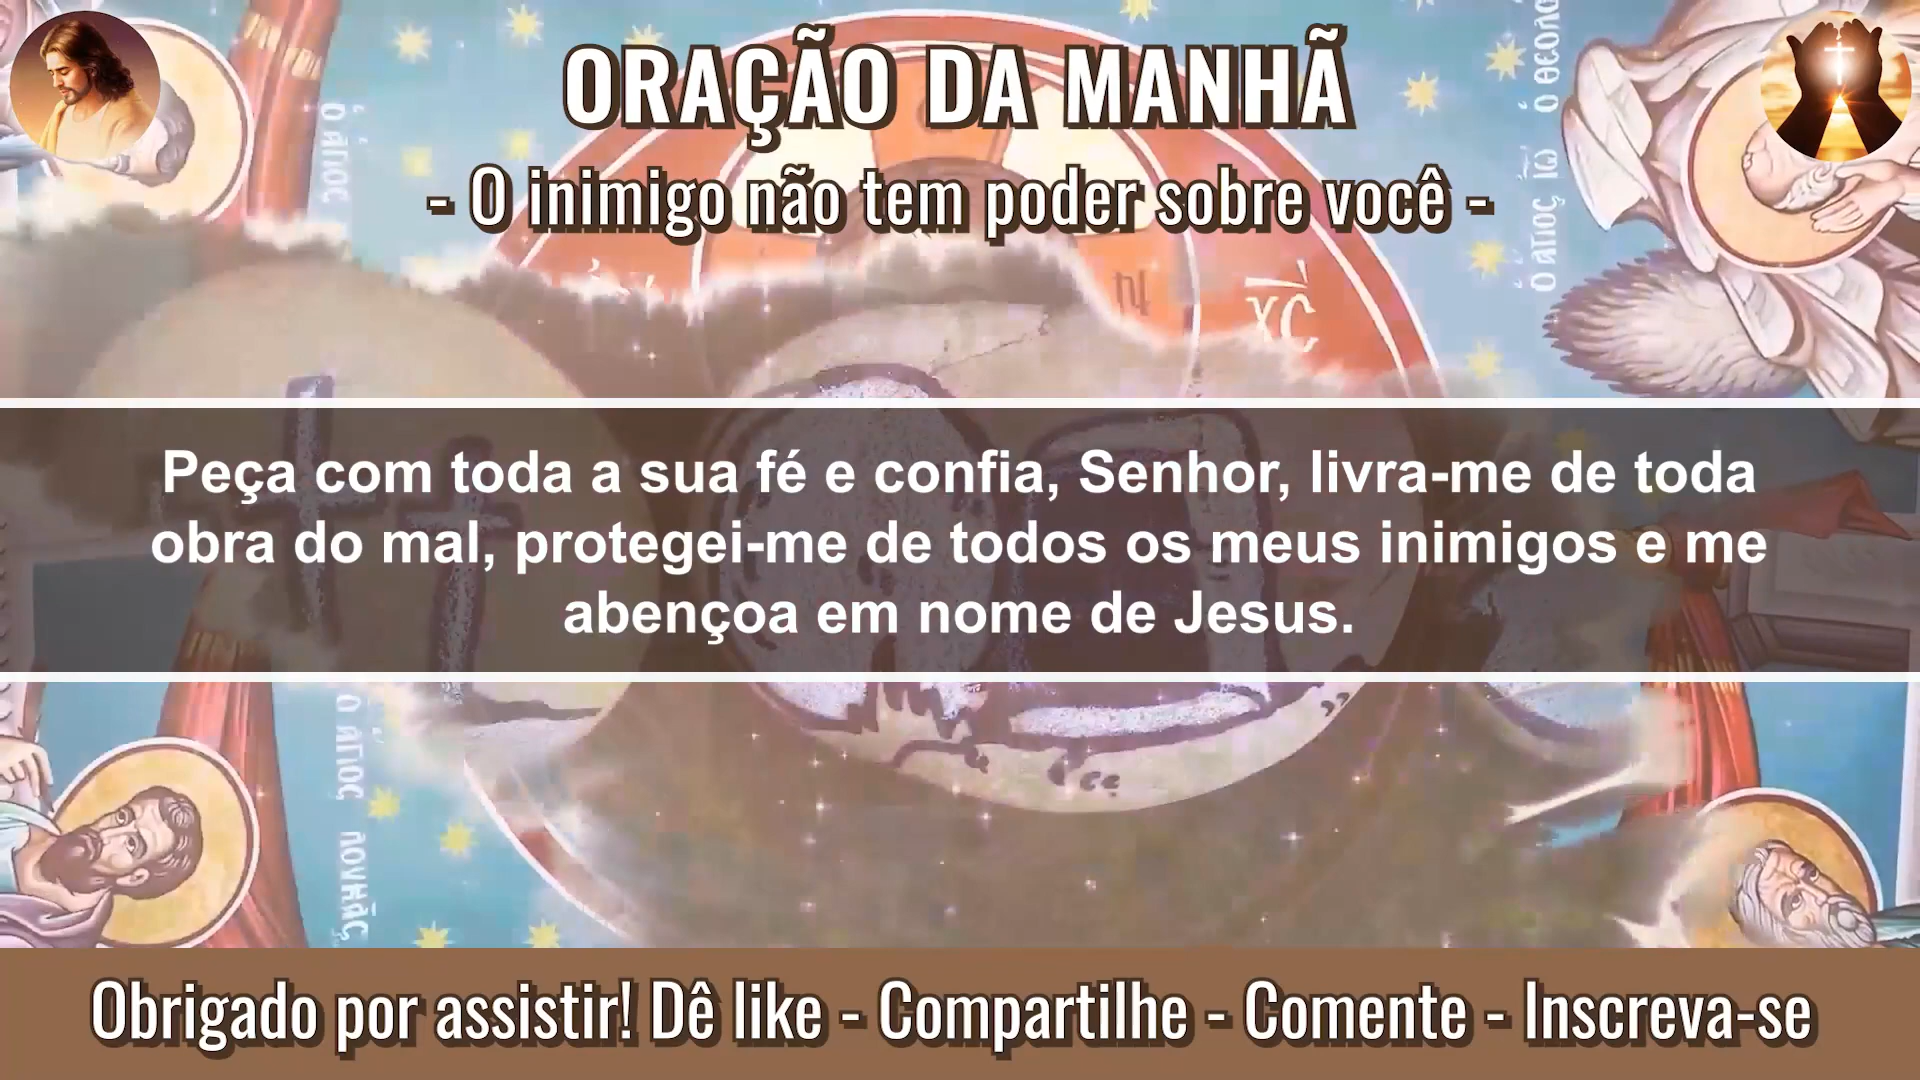 ORAÇÃO DA MANHÃ
- O inimigo não tem poder sobre você -
Peça com toda a sua fé e confia, Senhor, livra-me de toda
obra do mal, protegei-me de todos os meus inimigos e me
abençoa em nome de Jesus.
Obrigado por assistir! Dê like - Compartilhe - Comente - Inscreva-se